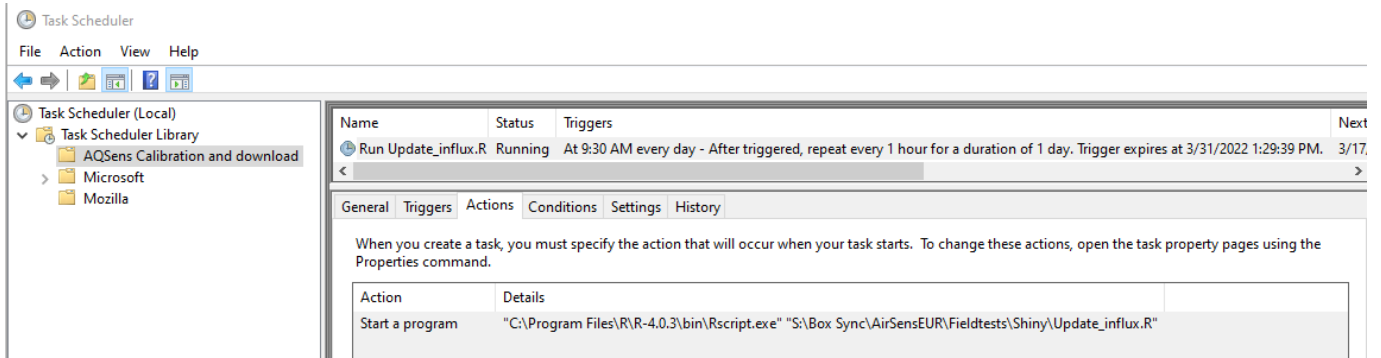 Task Scheduler
File Action View Help
Task Scheduler (Local)
Task Scheduler Library
AQSens Calibration and download
Microsoft
Mozilla
Name Status Triggers Next
Run Update_influx.R Running At 9:30 AM every day - After triggered, repeat every 1 hour for a duration of 1 day. Trigger expires at 3/31/2022 1:29:39 PM. 3/17,
General Triggers Actions Conditions Settings History
When you create a task, you must specify the action that will occur when your task starts. To change these actions, open the task property pages using the
Properties command.
Action Details
Start a program "C:\Program Files\R\R-4.0.3\bin\Rscript.exe" "S:\Box Sync\AirSensEUR\Fieldtests\Shiny\Update_influx.R"